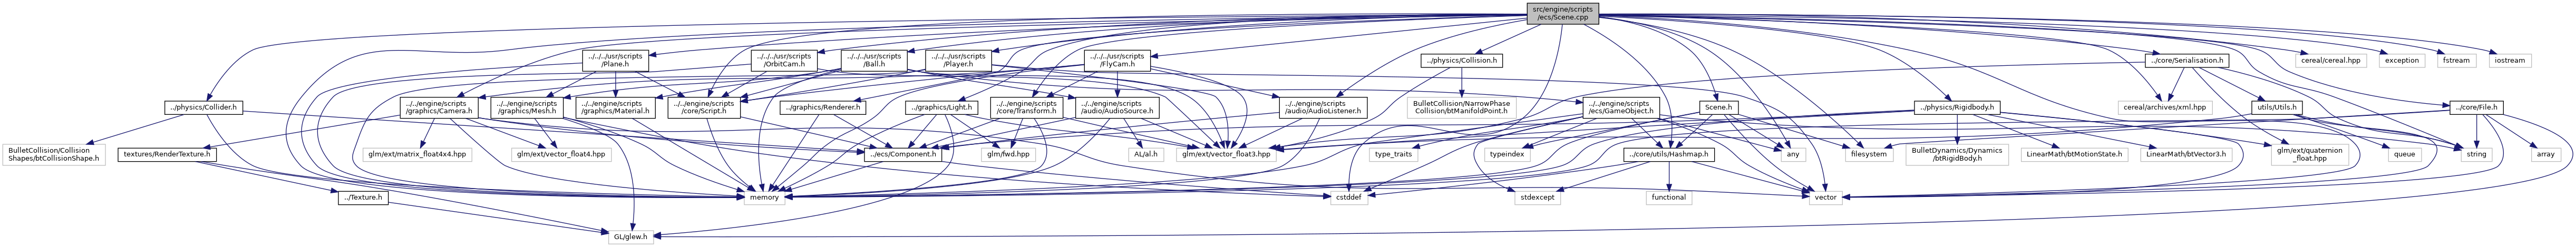 src/engine/scripts
/ecs/Scene.cpp
../../../usr/scripts
/Plane.h
../../../usr/scripts
/OrbitCam.h
../../../usr/scripts
/Ball.h
../../../usr/scripts
/Player.h
../../../usr/scripts
/FlyCam.h
../physics/Collision.h
../core/Serialisation.h
cereal/cereal.hpp
exception
fstream
iostream
../physics/Collider.h
../../engine/scripts
/graphics/Camera.h
../../engine/scripts
/graphics/Mesh.h
../../engine/scripts
/graphics/Material.h
../../engine/scripts
/core/Script.h
../graphics/Renderer.h
../graphics/Light.h
../../engine/scripts
/core/Transform.h
../../engine/scripts
/audio/AudioSource.h
../../engine/scripts
/audio/AudioListener.h
BulletCollision/NarrowPhase
Collision/btManifoldPoint.h
../../engine/scripts
/ecs/GameObject.h
Scene.h
../physics/Rigidbody.h
cereal/archives/xml.hpp
utils/Utils.h
../core/File.h
BulletCollision/Collision
Shapes/btCollisionShape.h
textures/RenderTexture.h
glm/ext/matrix_float4x4.hpp
glm/ext/vector_float4.hpp
../ecs/Component.h
glm/fwd.hpp
AL/al.h
glm/ext/vector_float3.hpp
type_traits
typeindex
../core/utils/Hashmap.h
any
filesystem
BulletDynamics/Dynamics
/btRigidBody.h
LinearMath/btMotionState.h
LinearMath/btVector3.h
glm/ext/quaternion
_float.hpp
queue
string
array
../Texture.h
memory
cstddef
stdexcept
functional
vector
GL/glew.h